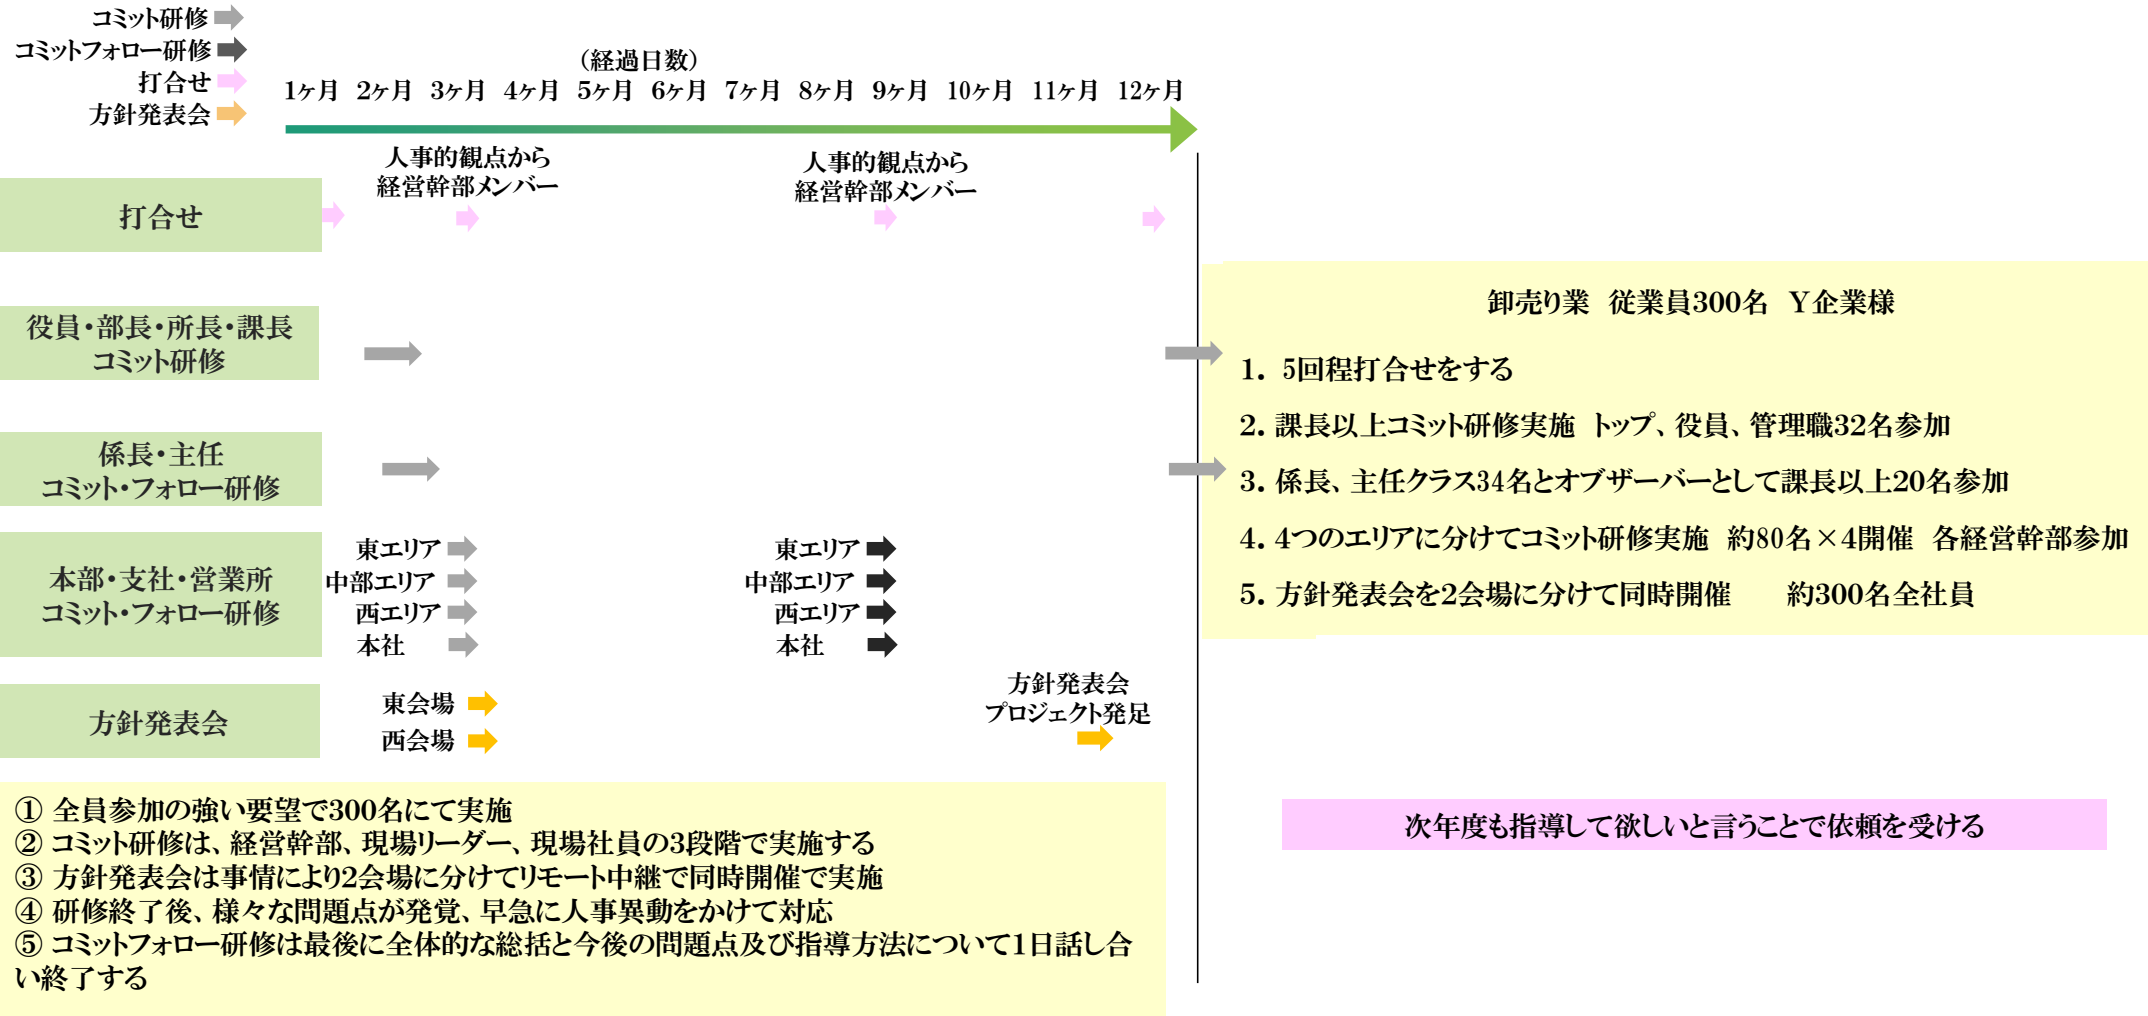 コミット研修
コミットフォロー研修
打合せ
方針発表会
（経過日数）
1ヶ月 2ヶ月 3ヶ月 4ヶ月 5ヶ月 6ヶ月 7ヶ月 8ヶ月 9ヶ月 10ヶ月 11ヶ月 12ヶ月
人事的観点から
経営幹部メンバー
人事的観点から
経営幹部メンバー
打合せ
役員・部長・所長・課長
コミット研修
係長・主任
コミット・フォロー研修
本部・支社・営業所
コミット・フォロー研修
東エリア
中部エリア
西エリア
本社
東エリア
中部エリア
西エリア
本社
方針発表会
東会場
西会場
方針発表会
プロジェクト発足
卸売り業 従業員300名 Y企業様
1. 5回程打合せをする
2. 課長以上コミット研修実施 トップ、役員、管理職32名参加
3. 係長、主任クラス34名とオブザーバーとして課長以上20名参加
4. 4つのエリアに分けてコミット研修実施 約80名×4開催 各経営幹部参加
5. 方針発表会を2会場に分けて同時開催 約300名全社員
① 全員参加の強い要望で300名にて実施
② コミット研修は、経営幹部、現場リーダー、現場社員の3段階で実施する
③ 方針発表会は事情により2会場に分けてリモート中継で同時開催で実施
④ 研修終了後、様々な問題点が発覚、早急に人事異動をかけて対応
⑤ コミットフォロー研修は最後に全体的な総括と今後の問題点及び指導方法について1日話し合
い終了する
次年度も指導して欲しいと言うことで依頼を受ける